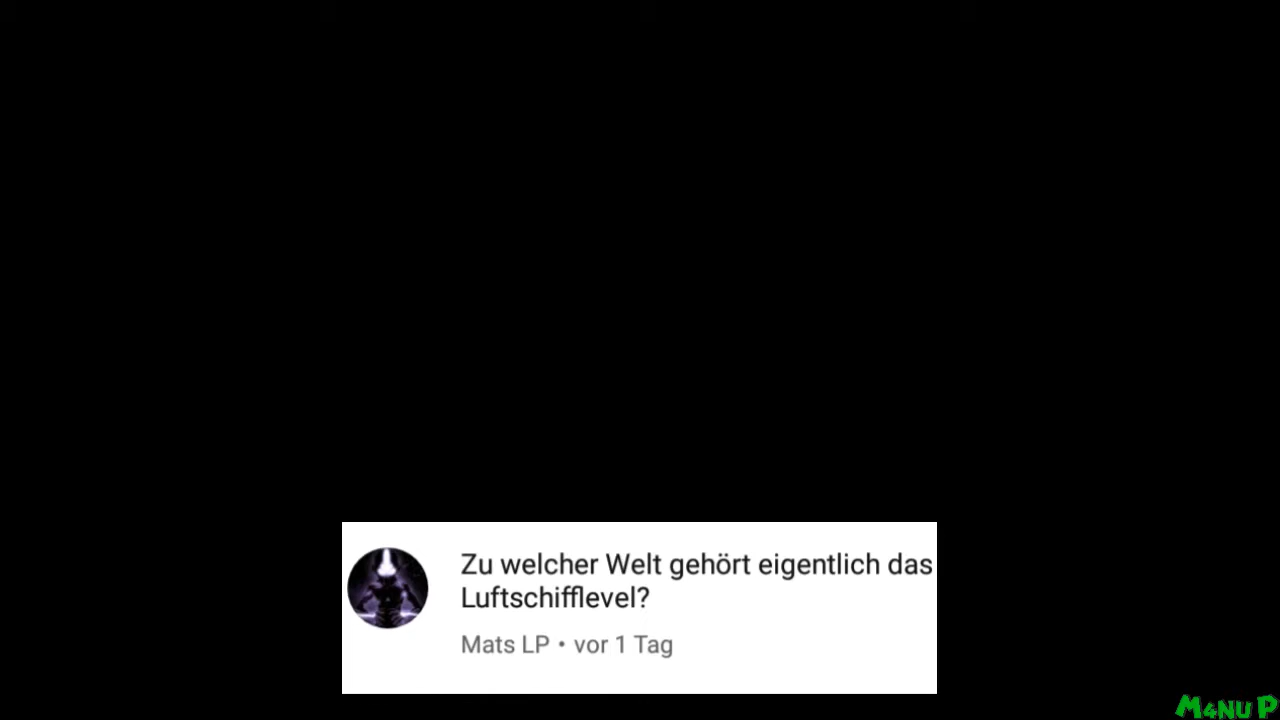 Zu welcher Welt gehört eigentlich das
Luftschifflevel?
Mats LP • vor 1 Tag
M4NU P